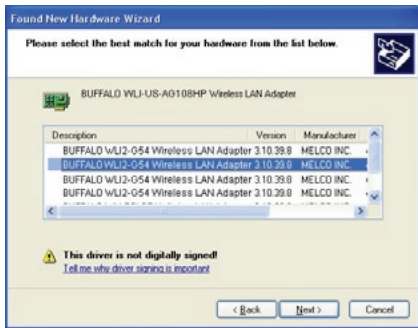 Found New Hardware Wizard
Please select the best match for your hardware from the list below.
BUFFALO WLI-US-AG108HP Wireless LAN Adapter
Description Version Manufacturer
BUFFALO WLI2-G54 Wireless LAN Adapter 3.10.39.8 MELCO INC.
BUFFALO WLI2-G54 Wireless LAN Adapter 3.10.39.8 MELCO INC.
BUFFALO WLI2-G54 Wireless LAN Adapter 3.10.39.8 MELCO INC.
BUFFALO WLI2-G54 Wireless LAN Adapter 3.10.39.8 MELCO INC.
This driver is not digitally signed!
Tell me why driver signing is important
< Back Next > Cancel